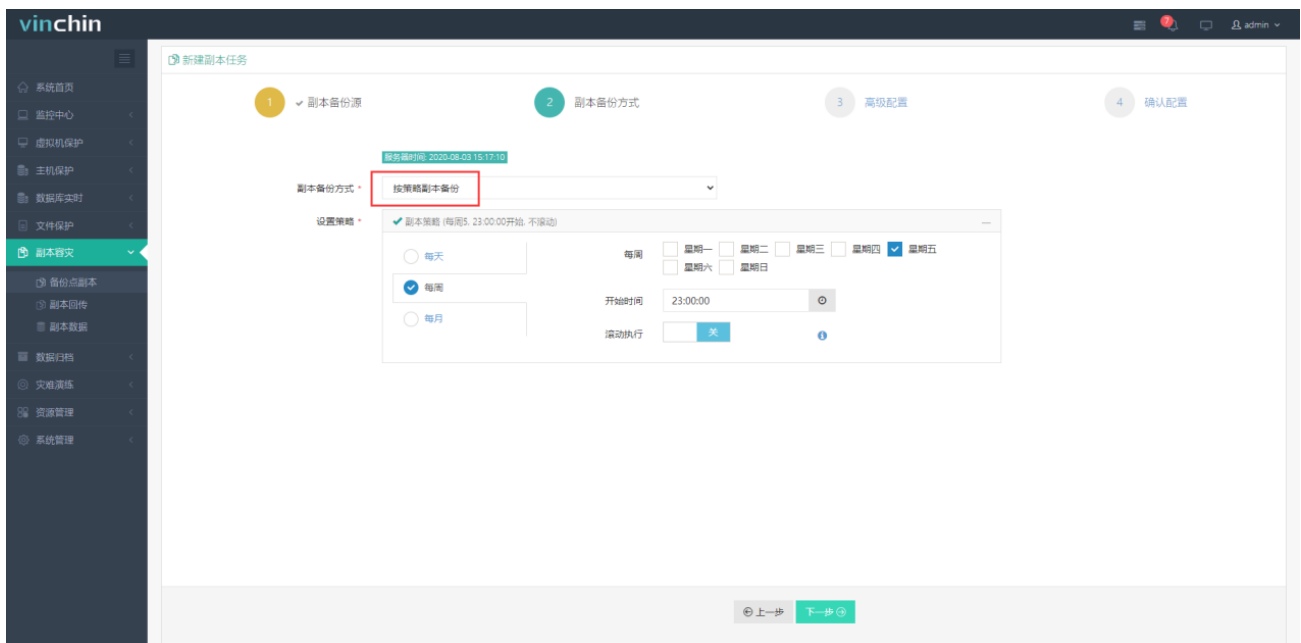 vinchin
7
admin
新建副本任务
系统首页
监控中心
虚拟机保护
主机保护
数据库实时
文件保护
副本容灾
备份点副本
副本回传
副本数据
数据归档
灾难演练
资源管理
系统管理
1 副本备份源
2 副本备份方式
3 高级配置
4 确认配置
服务器时间: 2020-08-03 15:17:10
副本备份方式 * 按策略副本备份
设置策略 * 副本策略 (每周5, 23:00:00开始, 不滚动)
每天
每周
每月
每周 星期一 星期二 星期三 星期四 星期五
星期六 星期日
开始时间 23:00:00
滚动执行 关
上一步 下一步